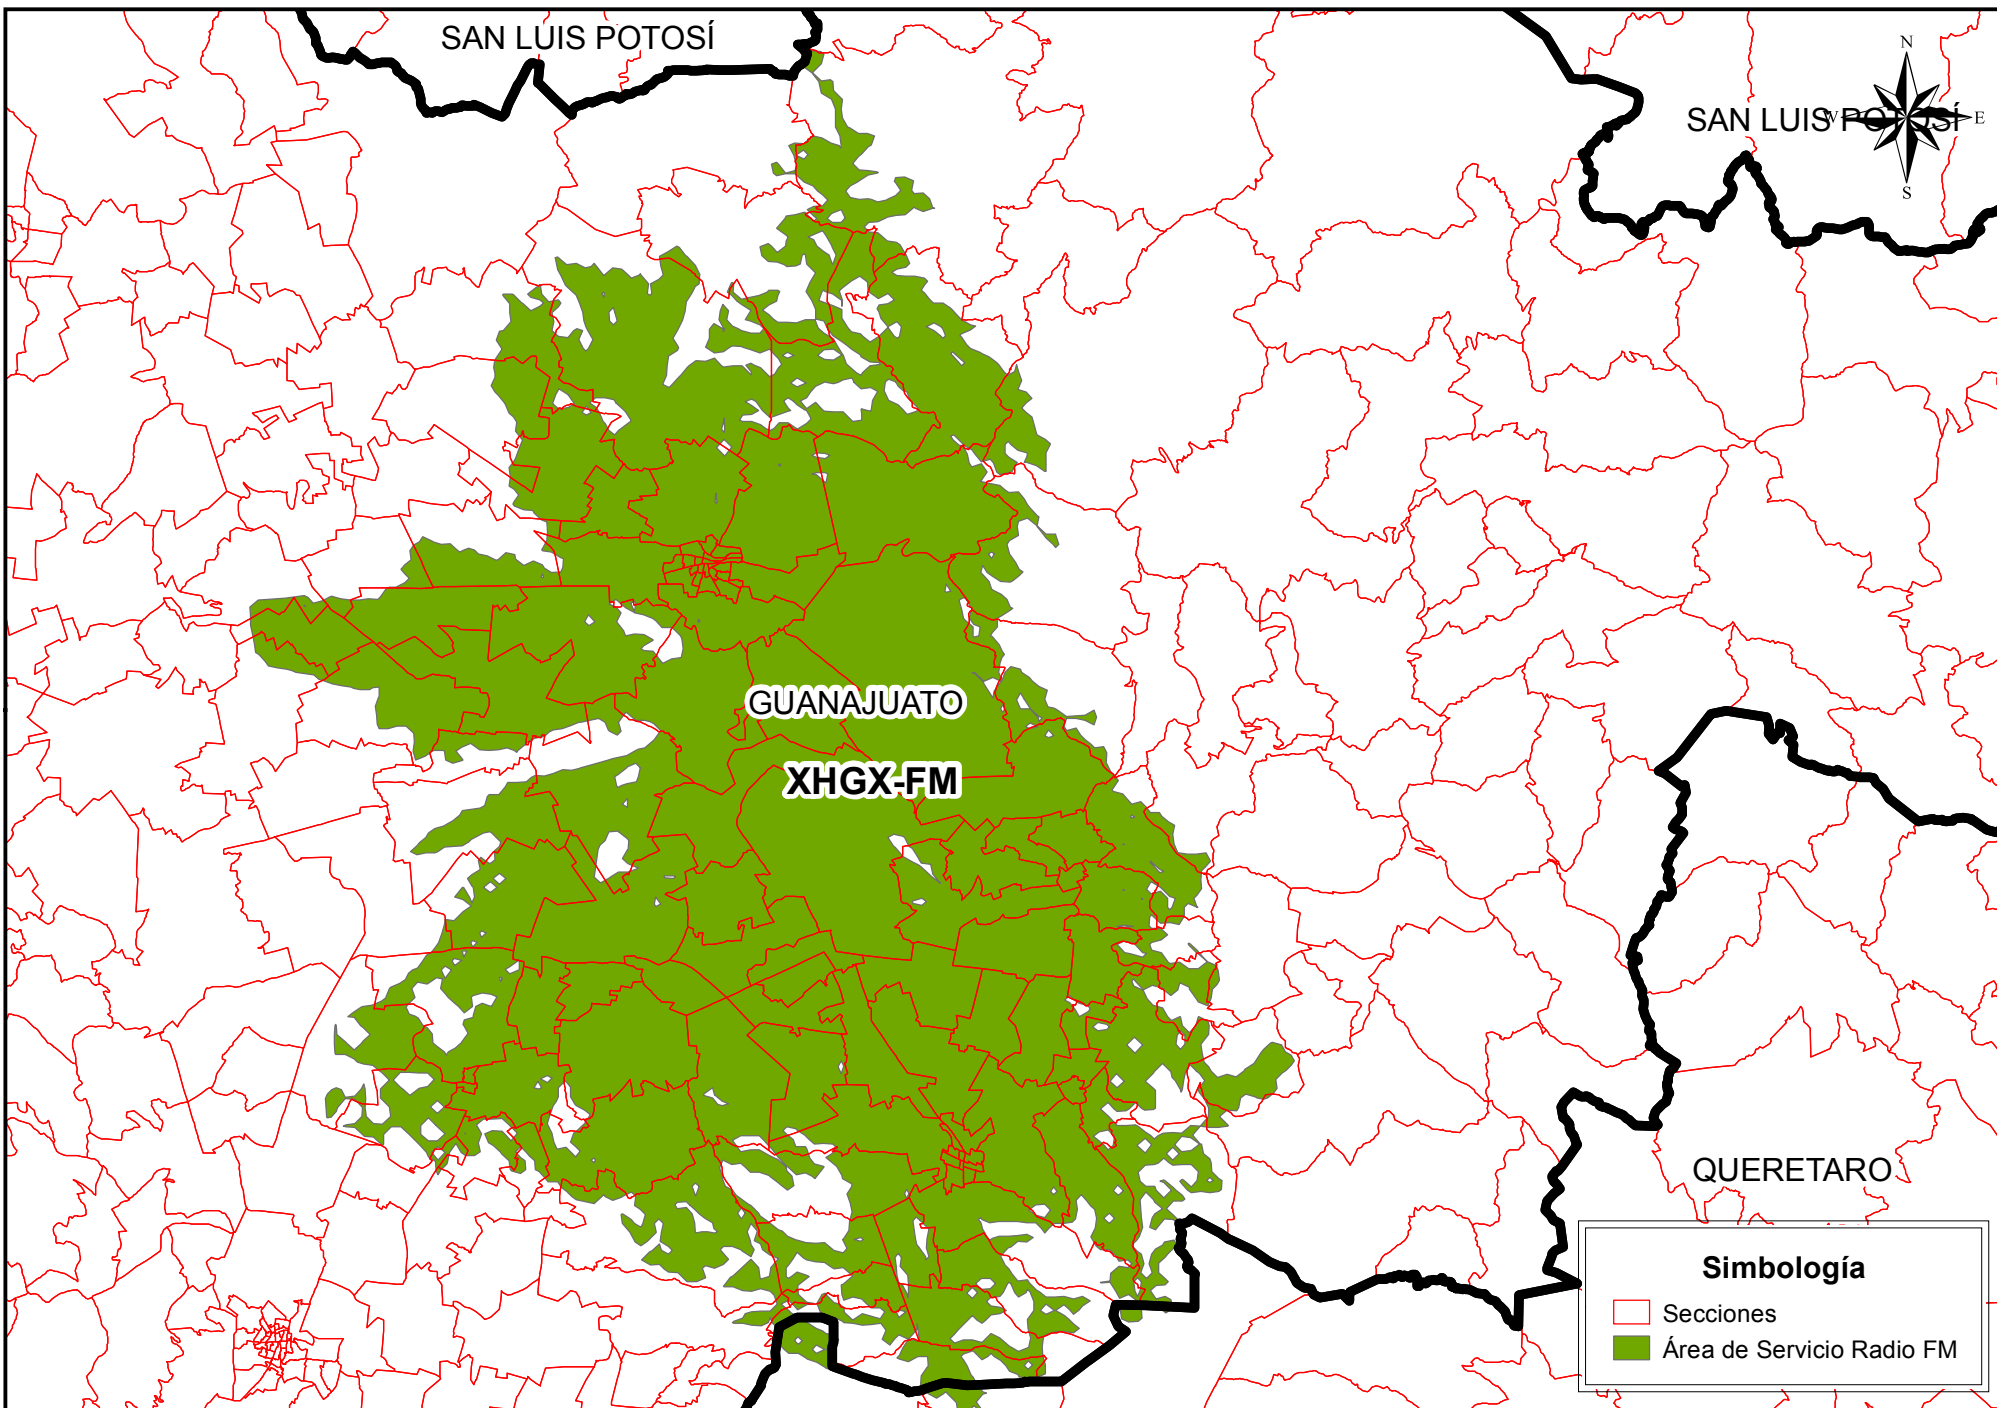 SAN LUIS POTOSÍ
N
SAN LUIS POTOSÍ
W
E
S
GUANAJUATO
XHGX-FM
QUERETARO
Simbología
Secciones
Área de Servicio Radio FM